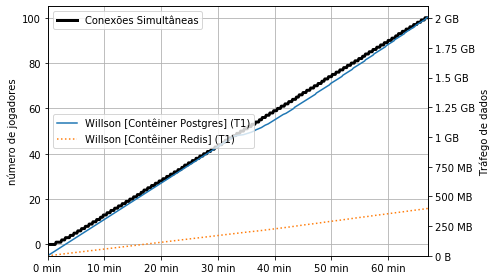 Conexões Simultâneas
Willson [Contêiner Postgres] (T1)
Willson [Contêiner Redis] (T1)
número de jogadores
100
80
60
40
20
0
Tráfego de dados
2 GB
1.75 GB
1.5 GB
1.25 GB
1 GB
750 MB
500 MB
250 MB
0 B
0 min
10 min
20 min
30 min
40 min
50 min
60 min